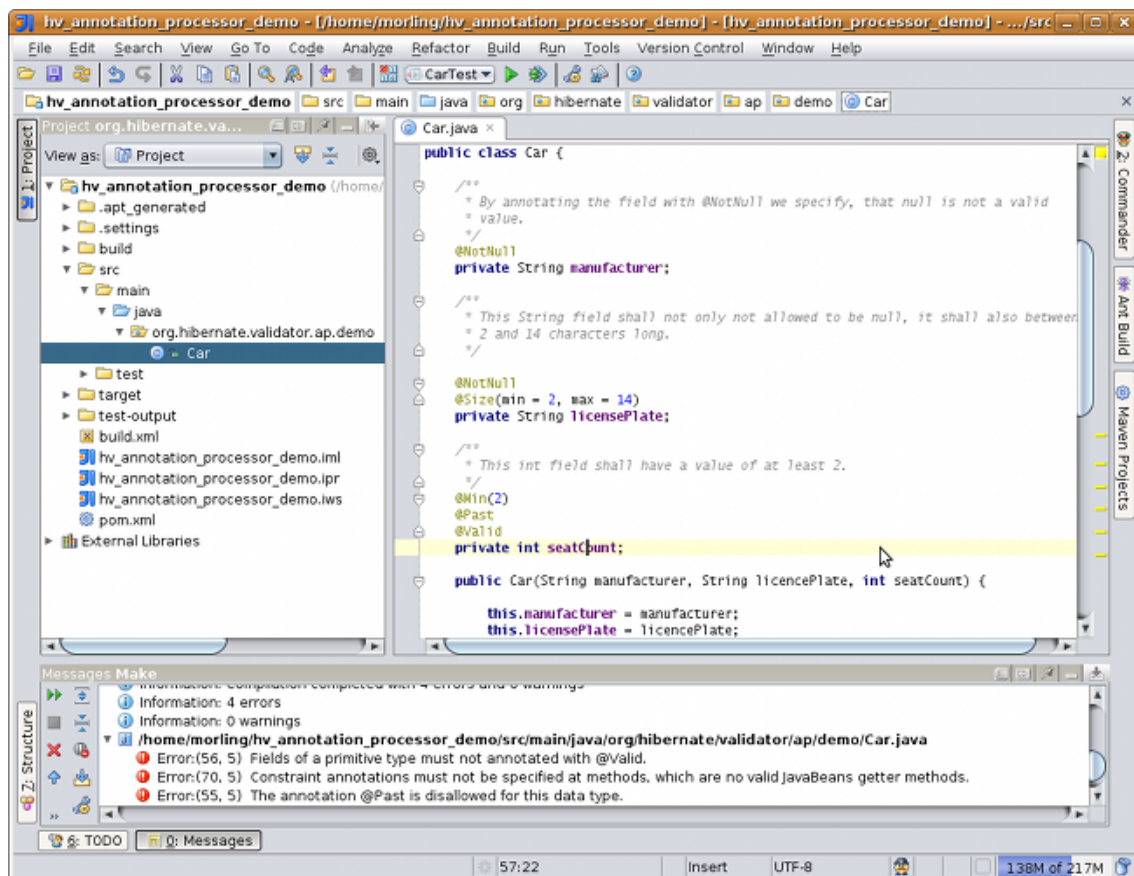 hv_annotation_processor_demo - [/home/morling/hv_annotation_processor_demo] - [hv_annotation_processor_demo] - .../src
File Edit Search View Go To Code Analyze Refactor Build Run Tools Version Control Window Help
CarTest
hv_annotation_processor_demo src main java org hibernate validator ap demo Car
1: Project
Project org.hibernate.va...
View as: Project
hv_annotation_processor_demo (/home/
.apt_generated
.settings
build
src
main
java
org.hibernate.validator.ap.demo
Car
test
target
test-output
build.xml
hv_annotation_processor_demo.iml
hv_annotation_processor_demo.ipr
hv_annotation_processor_demo.iws
pom.xml
External Libraries
Car.java
public class Car {
/**
* By annotating the field with @NotNull we specify, that null is not a valid
* value.
*/
@NotNull
private String manufacturer;
/**
* This String field shall not only not allowed to be null, it shall also between
* 2 and 14 characters long.
*/
@NotNull
@Size(min = 2, max = 14)
private String licensePlate;
/**
* This int field shall have a value of at least 2.
*/
@Min(2)
@Past
@Valid
private int seatCount;
public Car(String manufacturer, String licencePlate, int seatCount) {
this.manufacturer = manufacturer;
this.licensePlate = licencePlate;
2: Commander
Ant Build
Maven Projects
Messages Make
Information: Compilation completed with 4 errors and 0 warnings
Information: 4 errors
Information: 0 warnings
/home/morling/hv_annotation_processor_demo/src/main/java/org/hibernate/validator/ap/demo/Car.java
Error:(56, 5) Fields of a primitive type must not annotated with @Valid.
Error:(70, 5) Constraint annotations must not be specified at methods, which are no valid JavaBeans getter methods.
Error:(55, 5) The annotation @Past is disallowed for this data type.
Z: Structure
6: TODO 0: Messages
57:22 Insert UTF-8 138M of 217M